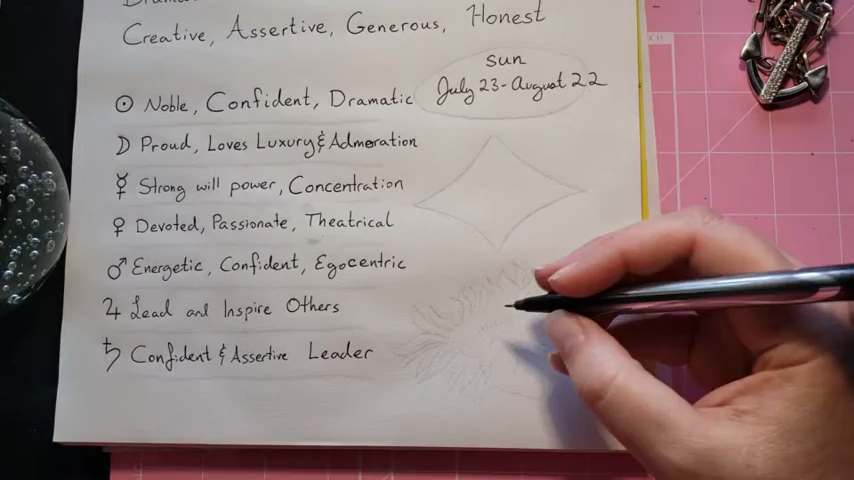 Creative, Assertive, Generous, Honest
sun
July 23-August 22
☉ Noble, Confident, Dramatic
☽ Proud, Loves Luxury & Admoration
☿ Strong will power, Concentration
♀ Devoted, Passionate, Theatrical
♂ Energetic, Confident, Egocentric
♃ Lead and Inspire Others
♄ Confident & Assertive Leader